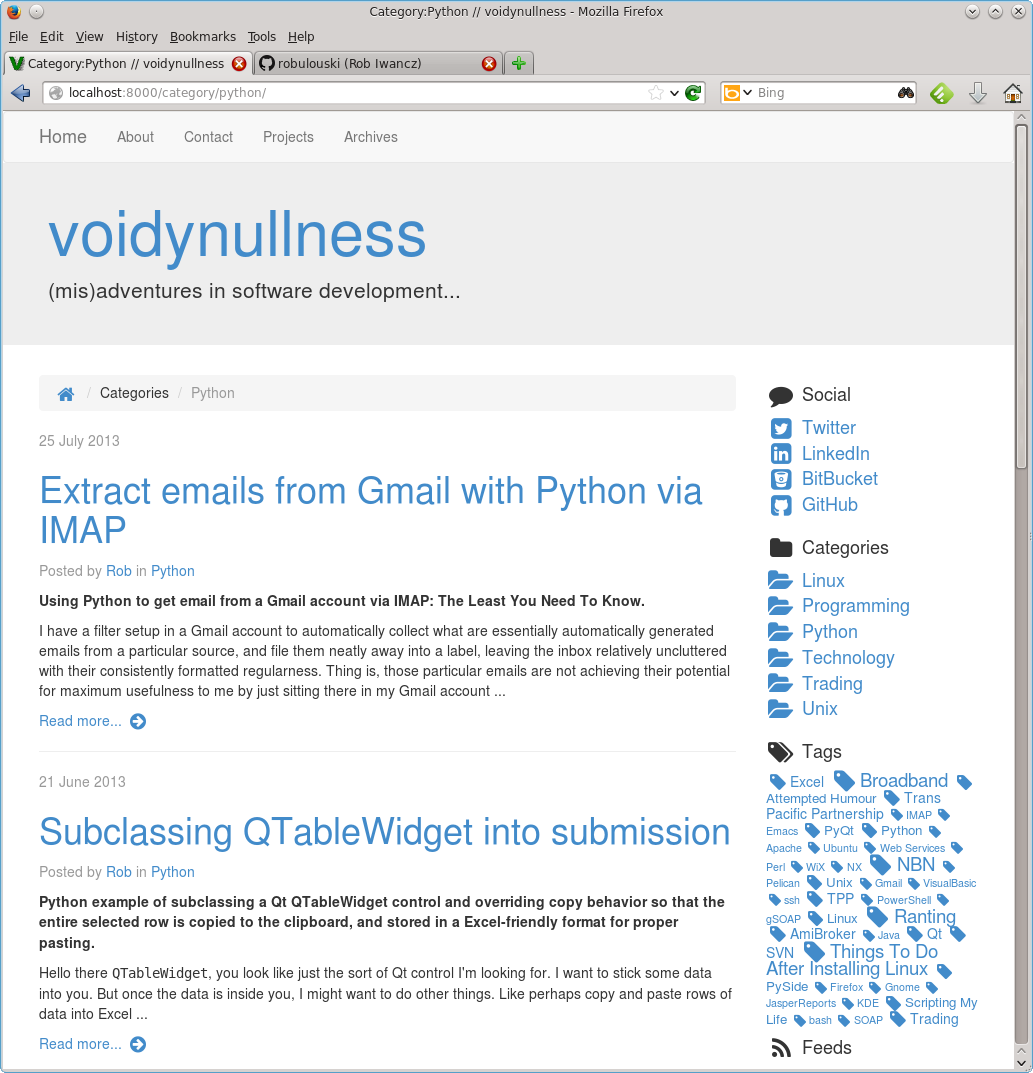 Category:Python // voidynullness - Mozilla Firefox
File Edit View History Bookmarks Tools Help
Category:Python // voidynullness
robulouski (Rob Iwancz)
localhost:8000/category/python/
Bing
Home About Contact Projects Archives
voidynullness
(mis)adventures in software development...
/ Categories / Python
25 July 2013
Extract emails from Gmail with Python via
IMAP
Posted by Rob in Python
Using Python to get email from a Gmail account via IMAP: The Least You Need To Know.
I have a filter setup in a Gmail account to automatically collect what are essentially automatically generated
emails from a particular source, and file them neatly away into a label, leaving the inbox relatively uncluttered
with their consistently formatted regularness. Thing is, those particular emails are not achieving their potential
for maximum usefulness to me by just sitting there in my Gmail account ...
Read more...
21 June 2013
Subclassing QTableWidget into submission
Posted by Rob in Python
Python example of subclassing a Qt QTableWidget control and overriding copy behavior so that the
entire selected row is copied to the clipboard, and stored in a Excel-friendly format for proper
pasting.
Hello there QTableWidget, you look like just the sort of Qt control I'm looking for. I want to stick some data
into you. But once the data is inside you, I might want to do other things. Like perhaps copy and paste rows of
data into Excel ...
Read more...
Social
Twitter
LinkedIn
BitBucket
GitHub
Categories
Linux
Programming
Python
Technology
Trading
Unix
Tags
Excel Broadband
Attempted Humour Trans
Pacific Partnership IMAP
Emacs PyQt Python
Apache Ubuntu Web Services
Perl WiX NX NBN
Pelican Unix Gmail VisualBasic
ssh TPP PowerShell
gSOAP Linux Ranting
AmiBroker Java Qt
SVN Things To Do
After Installing Linux
PySide Firefox Gnome
JasperReports KDE Scripting My
Life bash SOAP Trading
Feeds